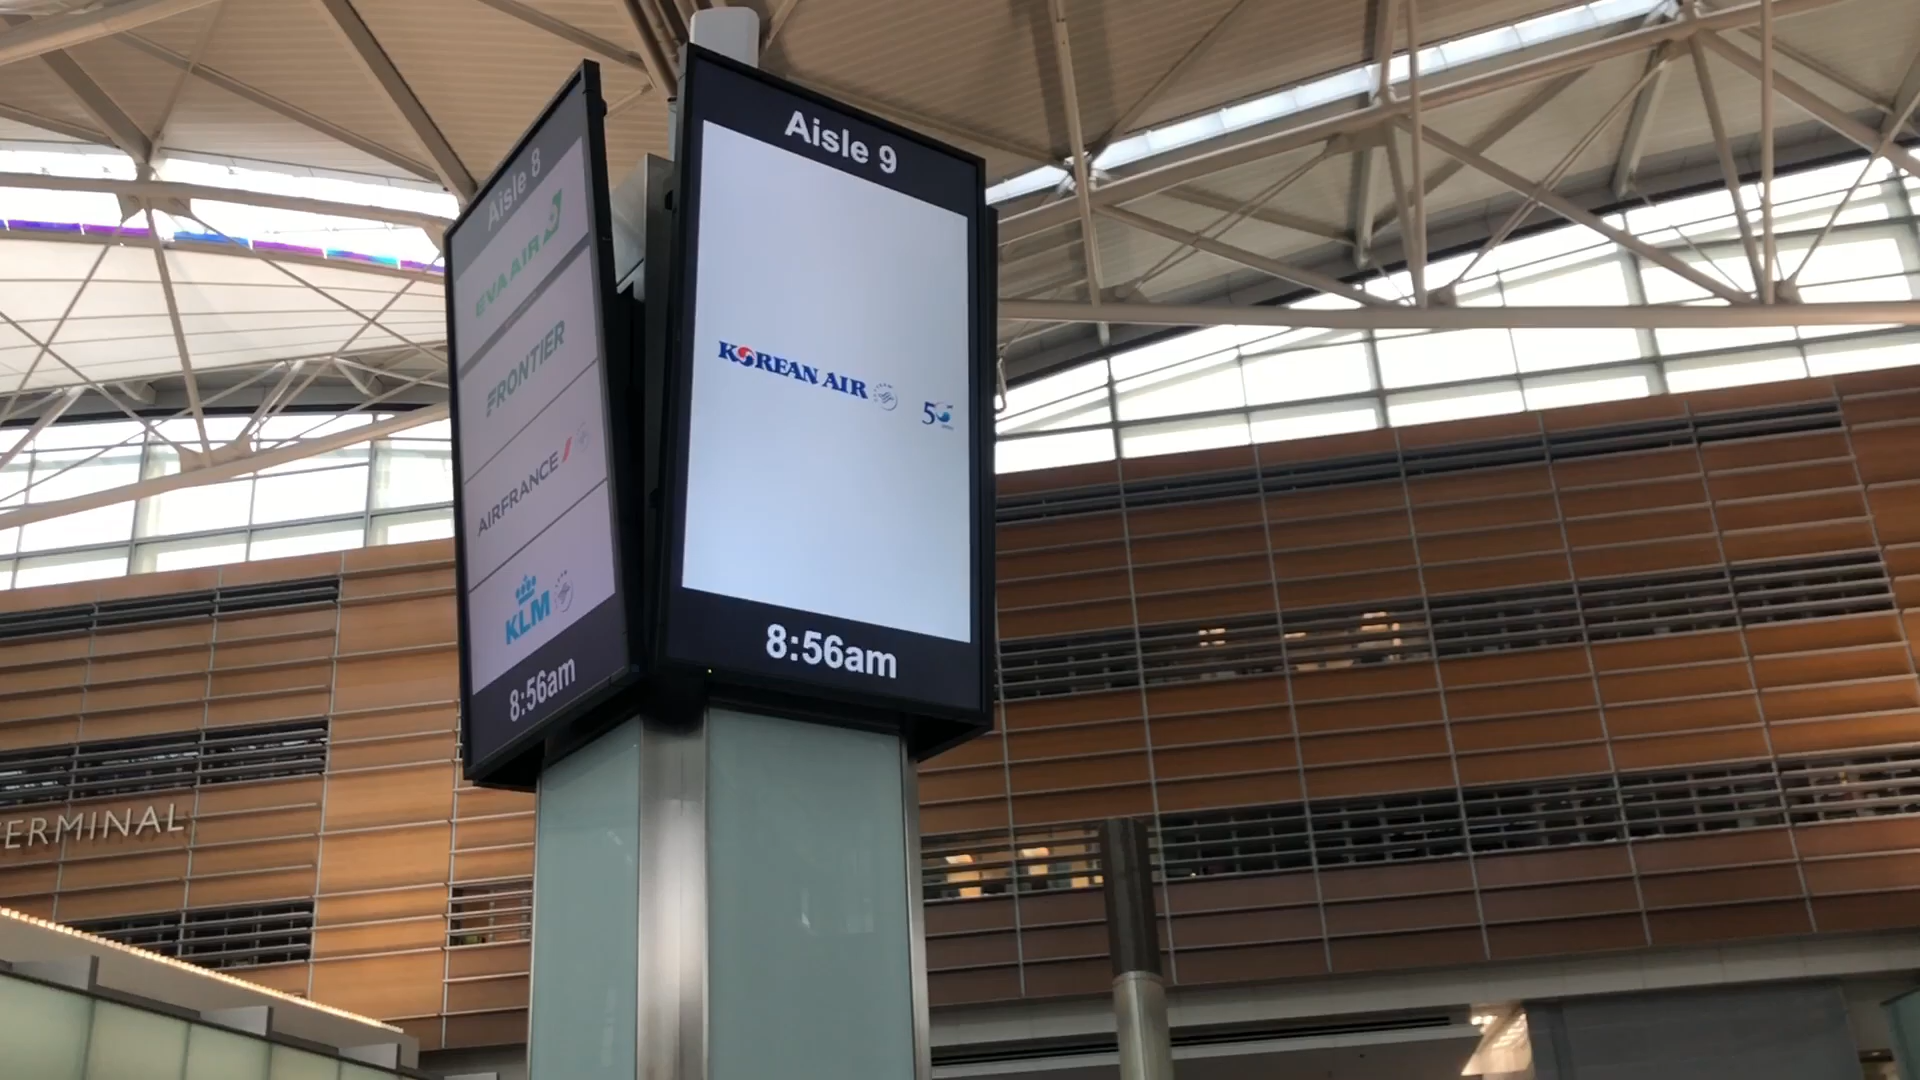 Aisle 8
EVA AIR
FRONTIER
AIRFRANCE
KLM
8:56am
Aisle 9
KOREAN AIR
50
8:56am
TERMINAL